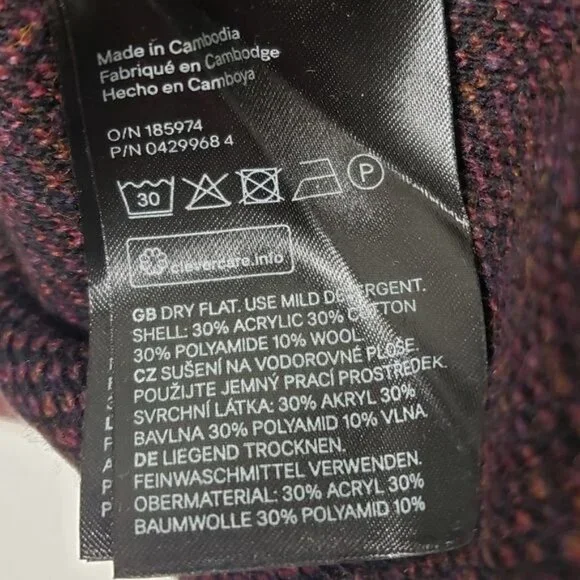 Made in Cambodia
Fabriqué en Cambodge
Hecho en Camboya
O/N 185974
P/N 0429968 4
30 P
clevercare.info
GB DRY FLAT. USE MILD DETERGENT.
SHELL: 30% ACRYLIC 30% COTTON
30% POLYAMIDE 10% WOOL.
CZ SUŠENÍ NA VODOROVNÉ PLOŠE.
POUŽIJTE JEMNÝ PRACÍ PROSTŘEDEK.
SVRCHNÍ LÁTKA: 30% AKRYL 30%
BAVLNA 30% POLYAMID 10% VLNA.
DE LIEGEND TROCKNEN.
FEINWASCHMITTEL VERWENDEN.
OBERMATERIAL: 30% ACRYL 30%
BAUMWOLLE 30% POLYAMID 10%